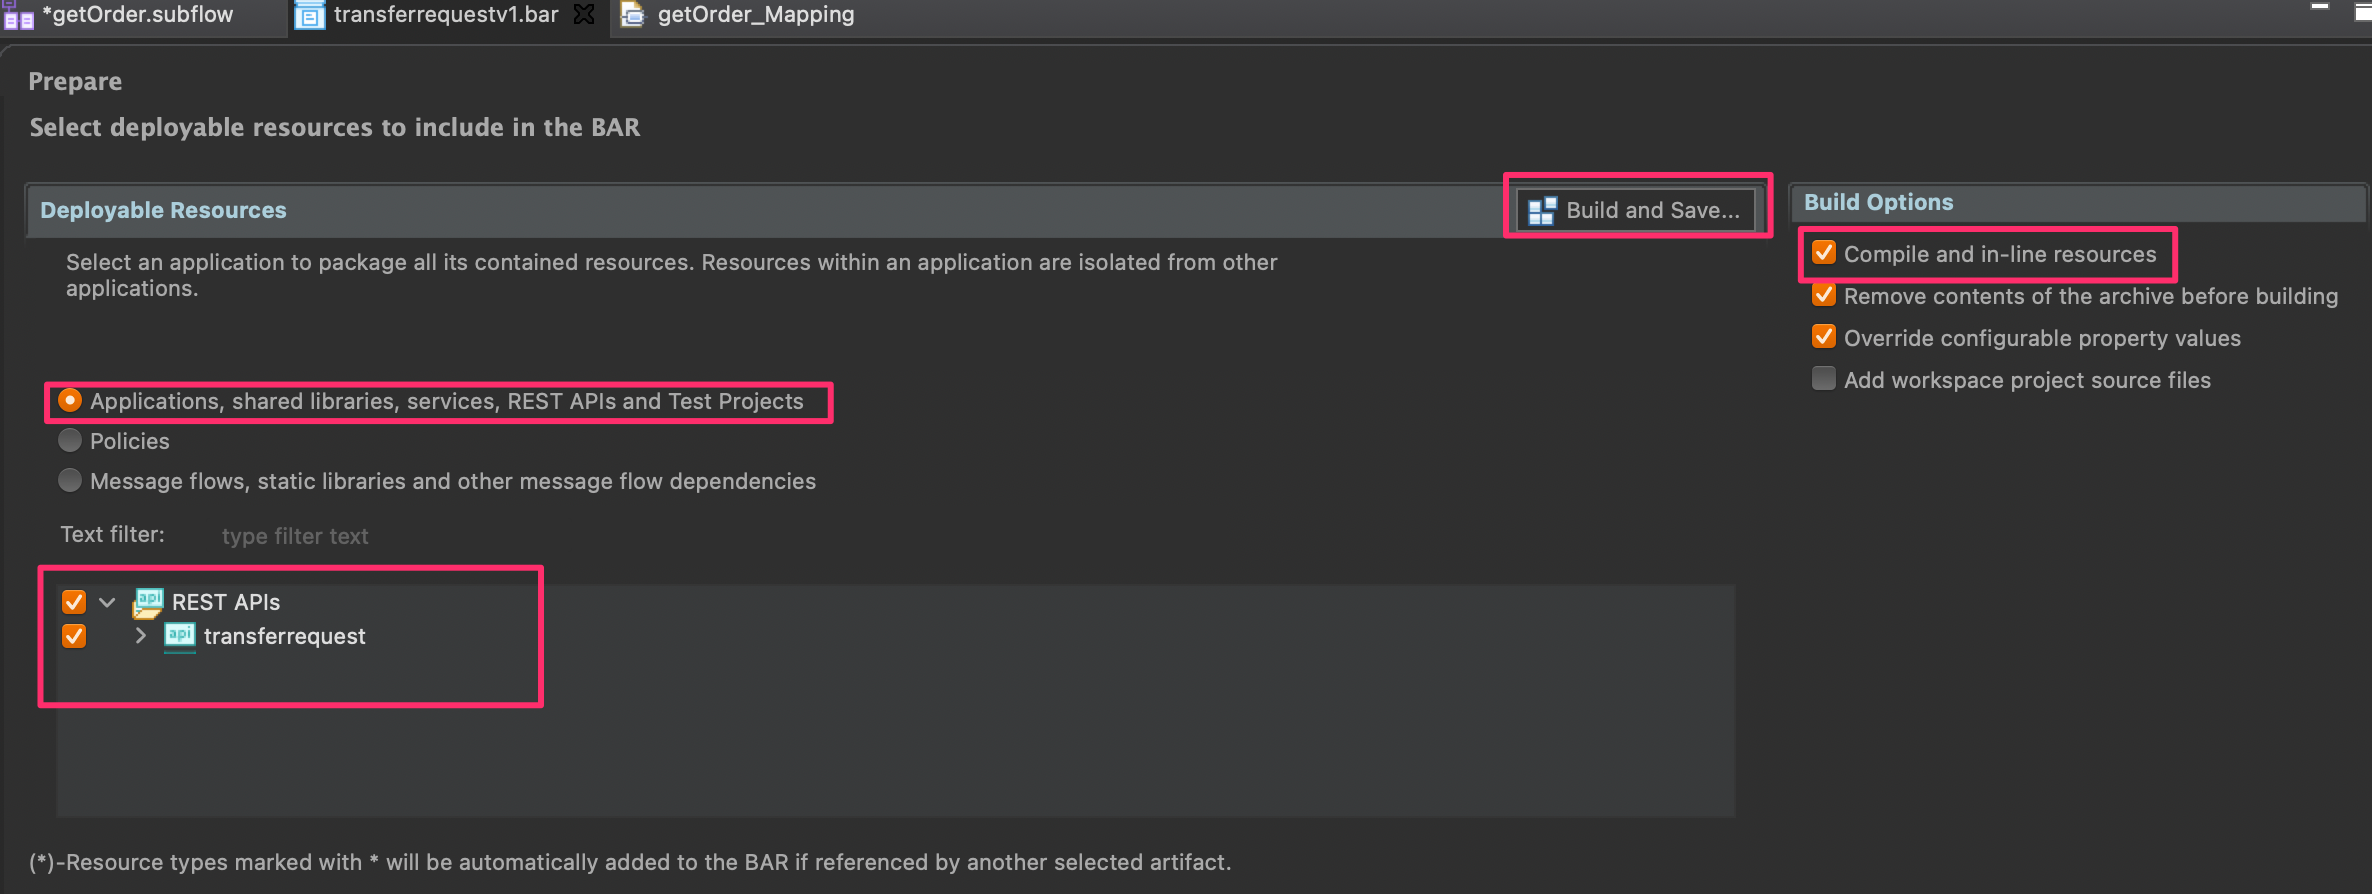 *getOrder.subflow
transferrequestv1.bar
getOrder_Mapping
Prepare
Select deployable resources to include in the BAR
Deployable Resources
Build and Save...
Select an application to package all its contained resources. Resources within an application are isolated from other
applications.
Applications, shared libraries, services, REST APIs and Test Projects
Policies
Message flows, static libraries and other message flow dependencies
Text filter:
type filter text
api
REST APIs
api
transferrequest
(*)-Resource types marked with * will be automatically added to the BAR if referenced by another selected artifact.
Build Options
Compile and in-line resources
Remove contents of the archive before building
Override configurable property values
Add workspace project source files